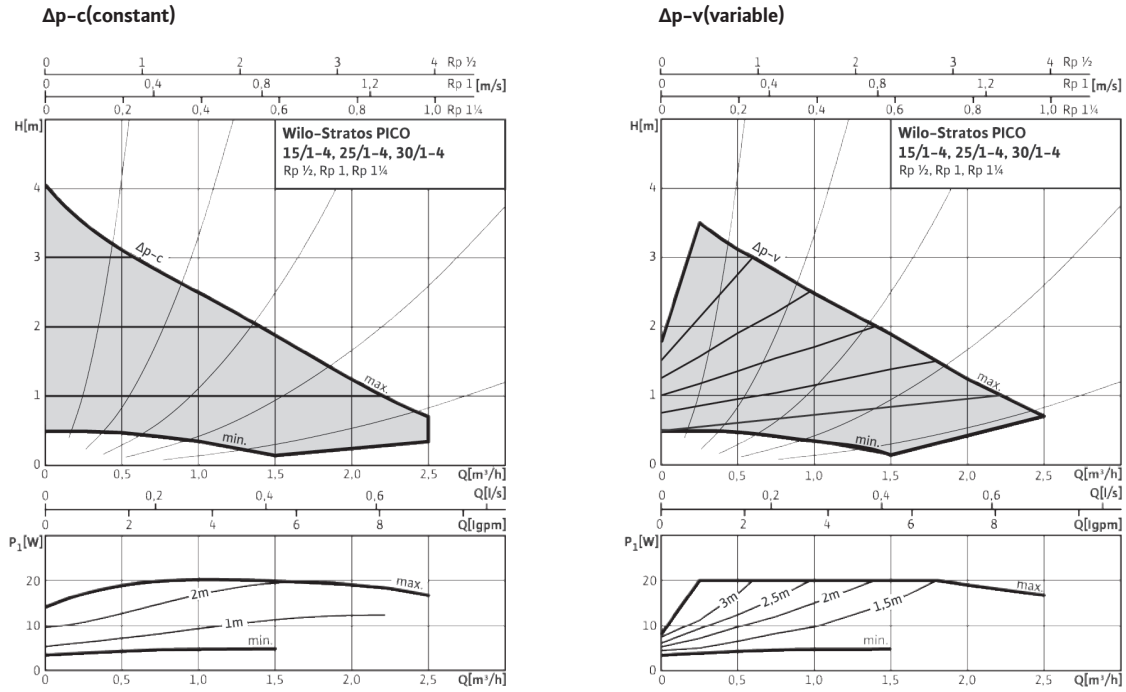 Δp–c(constant)
0 1 2 3 4 Rp ½
0 0,4 0,8 1,2 Rp 1 [m/s]
0 0,2 0,4 0,6 0,8 1,0 Rp 1¼
H[m]
Wilo–Stratos PICO
15/1–4, 25/1–4, 30/1–4
Rp ½, Rp 1, Rp 1¼
4
Δp–c
3
2
max.
1
min.
0
0 0,5 1,0 1,5 2,0 2,5 Q[m³/h]
0 0,2 0,4 0,6 Q[l/s]
0 2 4 6 8 Q[Igpm]
P₁[W]
20
max.
2m
10
1m
min.
0
0 0,5 1,0 1,5 2,0 2,5 Q[m³/h]
Δp–v(variable)
0 1 2 3 4 Rp ½
0 0,4 0,8 1,2 Rp 1 [m/s]
0 0,2 0,4 0,6 0,8 1,0 Rp 1¼
H[m]
Wilo–Stratos PICO
15/1–4, 25/1–4, 30/1–4
Rp ½, Rp 1, Rp 1¼
4
Δp–v
3
2
max.
1
min.
0
0 0,5 1,0 1,5 2,0 2,5 Q[m³/h]
0 0,2 0,4 0,6 Q[l/s]
0 2 4 6 8 Q[Igpm]
P₁[W]
20
max.
3m 2,5m 2m 1,5m
10
min.
0
0 0,5 1,0 1,5 2,0 2,5 Q[m³/h]